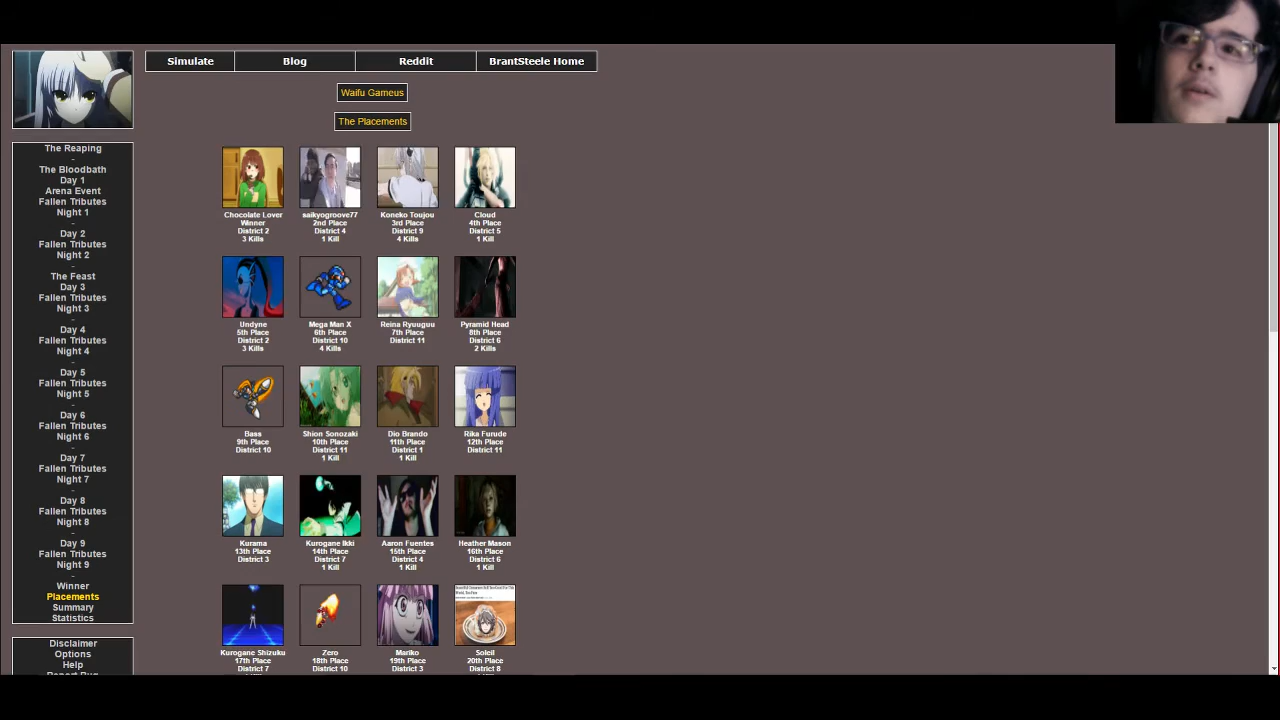 Simulate
Blog
Reddit
BrantSteele Home
Waifu Gameus
The Placements
The Reaping
-
The Bloodbath
Day 1
Arena Event
Fallen Tributes
Night 1
-
Day 2
Fallen Tributes
Night 2
-
The Feast
Day 3
Fallen Tributes
Night 3
-
Day 4
Fallen Tributes
Night 4
-
Day 5
Fallen Tributes
Night 5
-
Day 6
Fallen Tributes
Night 6
-
Day 7
Fallen Tributes
Night 7
-
Day 8
Fallen Tributes
Night 8
-
Day 9
Fallen Tributes
Night 9
-
Winner
Placements
Summary
Statistics
Disclaimer
Options
Help
Report Bug
Chocolate Lover
Winner
District 2
3 Kills
saikyogroove77
2nd Place
District 4
1 Kill
Koneko Toujou
3rd Place
District 9
4 Kills
Cloud
4th Place
District 5
1 Kill
Undyne
5th Place
District 2
3 Kills
Mega Man X
6th Place
District 10
4 Kills
Reina Ryuuguu
7th Place
District 11
Pyramid Head
8th Place
District 6
2 Kills
Bass
9th Place
District 10
Shion Sonozaki
10th Place
District 11
1 Kill
Dio Brando
11th Place
District 1
1 Kill
Rika Furude
12th Place
District 11
Kurama
13th Place
District 3
Kurogane Ikki
14th Place
District 7
1 Kill
Aaron Fuentes
15th Place
District 4
1 Kill
Heather Mason
16th Place
District 6
1 Kill
Kurogane Shizuku
17th Place
District 7
Zero
18th Place
District 10
Mariko
19th Place
District 3
Soleil
20th Place
District 8